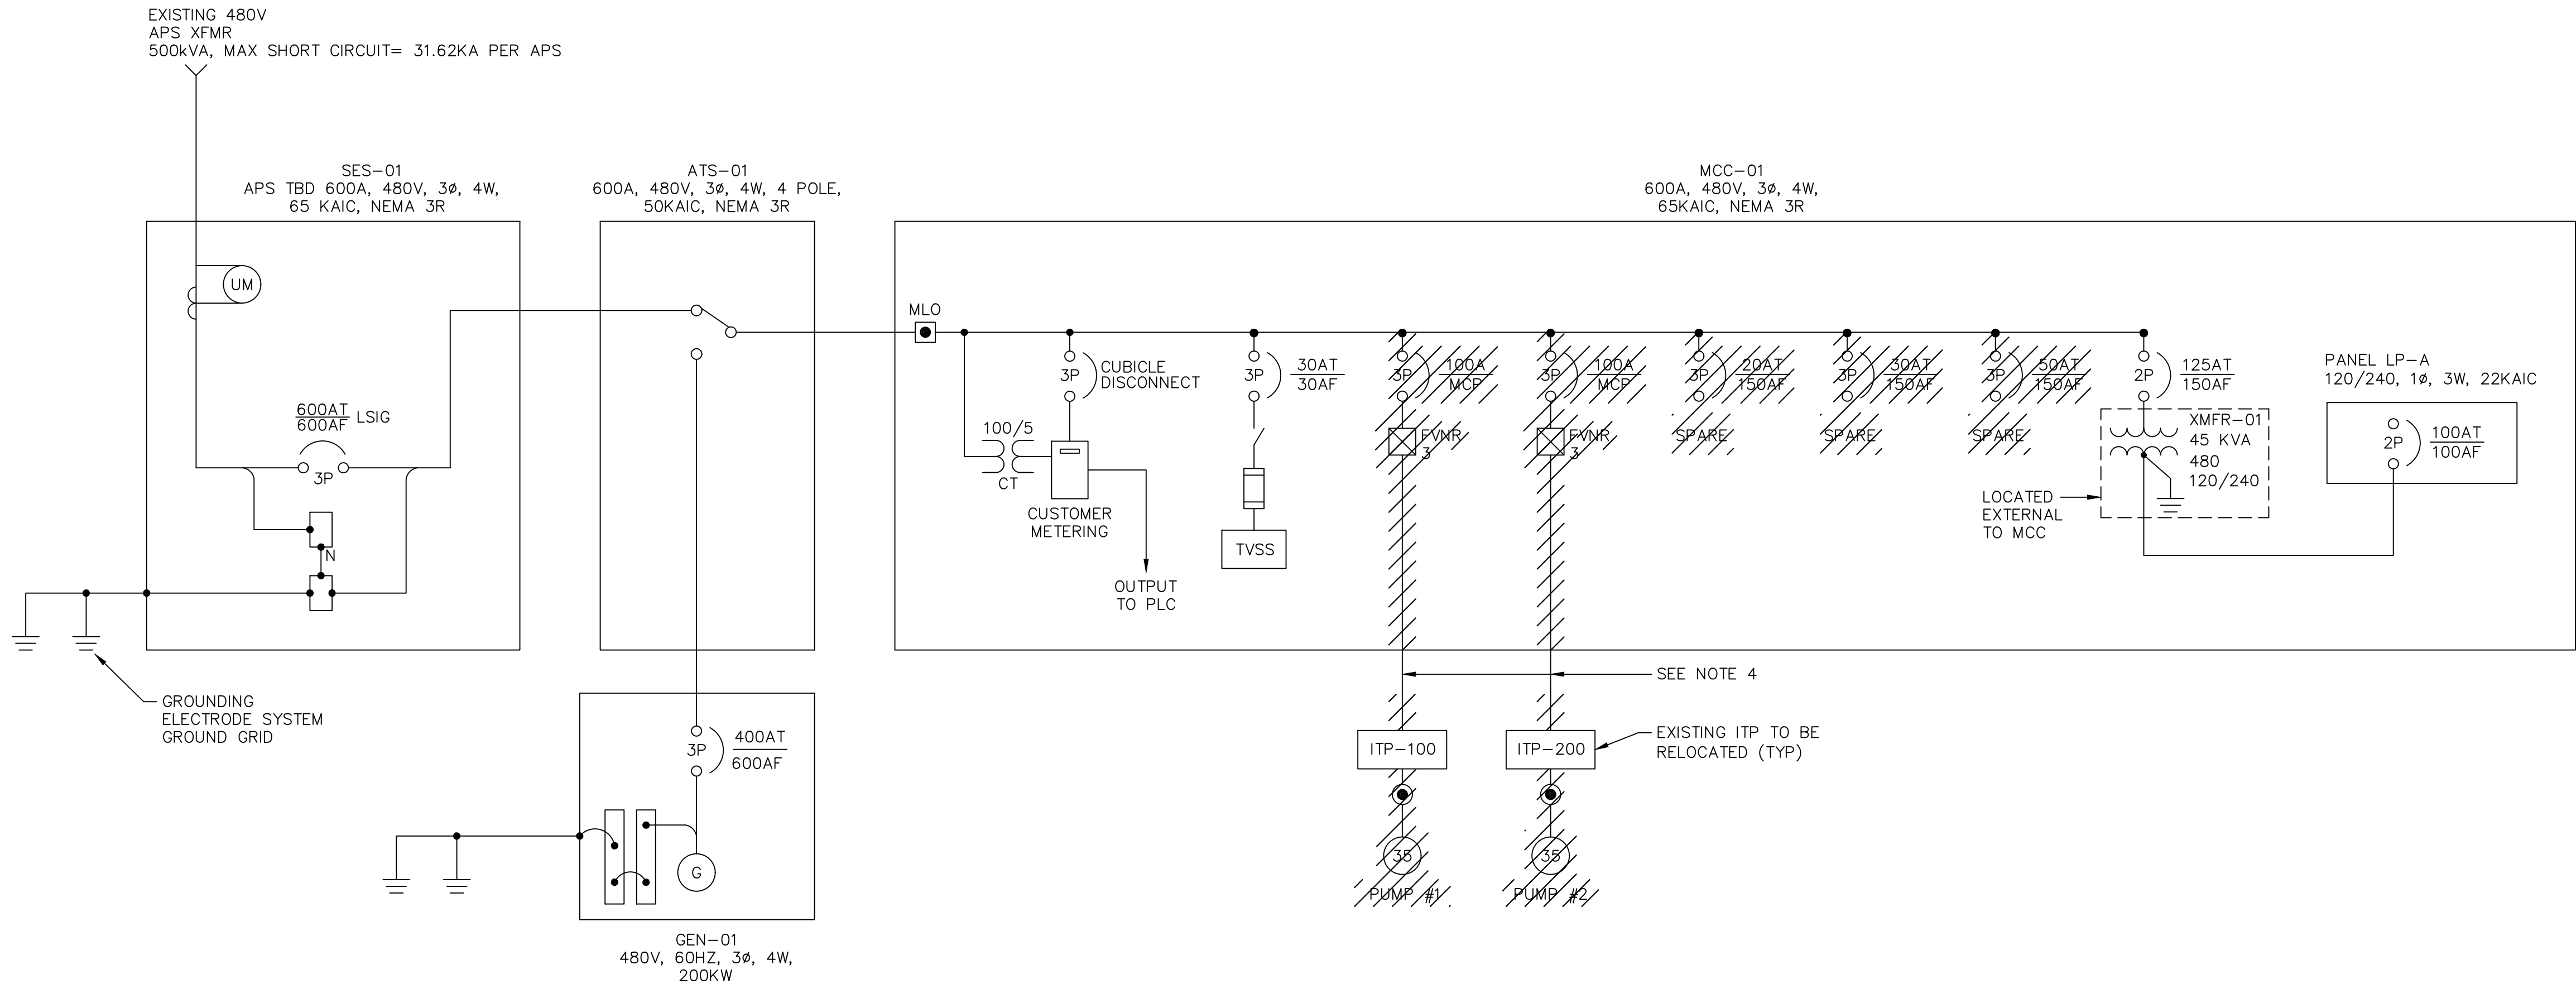 EXISTING 480V
APS XFMR
500kVA, MAX SHORT CIRCUIT= 31.62KA PER APS
SES-01
APS TBD 600A, 480V, 3ø, 4W,
65 KAIC, NEMA 3R
UM
600AT
600AF
LSIG
3P
N
GROUNDING
ELECTRODE SYSTEM
GROUND GRID
ATS-01
600A, 480V, 3ø, 4W, 4 POLE,
50KAIC, NEMA 3R
3P
400AT
600AF
G
GEN-01
480V, 60HZ, 3ø, 4W,
200KW
MCC-01
600A, 480V, 3ø, 4W,
65KAIC, NEMA 3R
MLO
100/5
CT
3P
CUBICLE
DISCONNECT
CUSTOMER
METERING
OUTPUT
TO PLC
3P
30AT
30AF
TVSS
3P
100A
MCP
FVNR
3
3P
100A
MCP
FVNR
3
3P
20AT
150AF
SPARE
3P
30AT
150AF
SPARE
3P
50AT
150AF
SPARE
2P
125AT
150AF
XMFR-01
45 KVA
480
120/240
LOCATED
EXTERNAL
TO MCC
PANEL LP-A
120/240, 1ø, 3W, 22KAIC
2P
100AT
100AF
SEE NOTE 4
ITP-100
ITP-200
EXISTING ITP TO BE
RELOCATED (TYP)
35
PUMP #1
35
PUMP #2